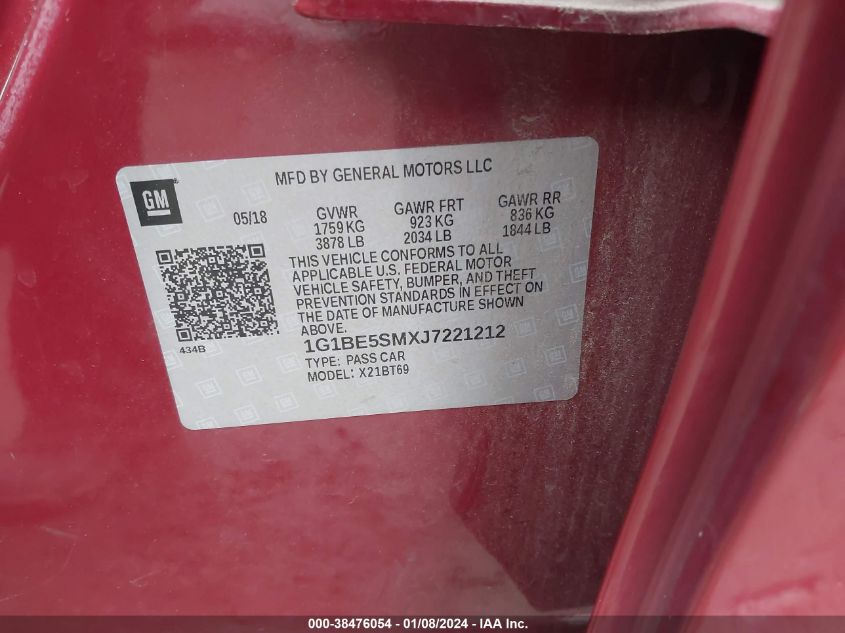 MFD BY GENERAL MOTORS LLC
GM
05/18 GVWR GAWR FRT GAWR RR
1759 KG 923 KG 836 KG
3878 LB 2034 LB 1844 LB
THIS VEHICLE CONFORMS TO ALL
APPLICABLE U.S. FEDERAL MOTOR
VEHICLE SAFETY, BUMPER, AND THEFT
PREVENTION STANDARDS IN EFFECT ON
THE DATE OF MANUFACTURE SHOWN
ABOVE.
434B
1G1BE5SMXJ7221212
TYPE: PASS CAR
MODEL: X21BT69
000-38476054 - 01/08/2024 - IAA Inc.